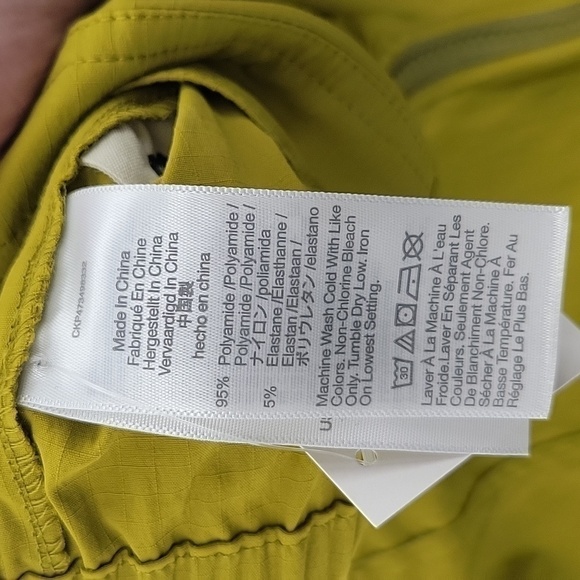 CXP475498932
Made In China
Fabriqué En Chine
Hergestellt In China
Vervaardigd In China
中国製
hecho en china
95% Polyamide/Polyamide/
Polyamide/Polyamide/
ナイロン/poliamida
5% Elastane/Elasthanne/
Elastan/Elastaan/
ポリウレタン/elastano
Machine Wash Cold With Like
Colors. Non-Chlorine Bleach
Only. Tumble Dry Low. Iron
On Lowest Setting.
30
Laver À La Machine À L'eau
Froide.Laver En Séparant Les
Couleurs. Seulement Agent
De Blanchiment Non-Chlore.
Sécher À La Machine À
Basse Température. Fer Au
Réglage Le Plus Bas.